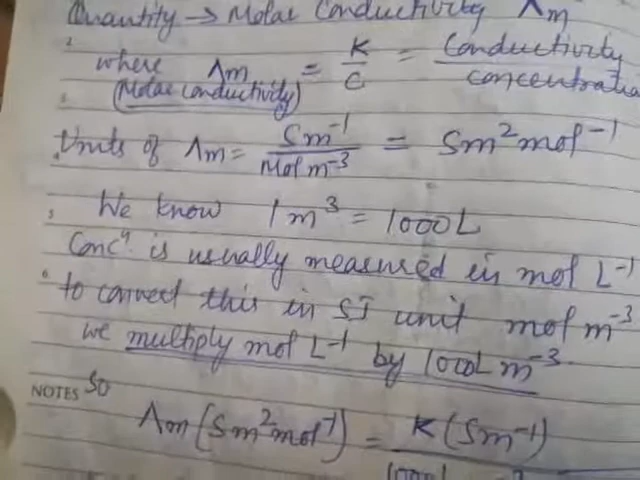 Quantity → Molar Conductivity Λm
where Λm = K/C = Conductivity/concentration
(Molar conductivity)
Units of Λm = Sm⁻¹/Mol m⁻³ = Sm²mol⁻¹
We know 1m³ = 1000L
Concⁿ is usually measured in mol L⁻¹
to convert this in SI unit mol m⁻³
we multiply mol L⁻¹ by 1000L m⁻³
NOTES So
Λm (Sm²mol⁻¹) = K (Sm⁻¹)